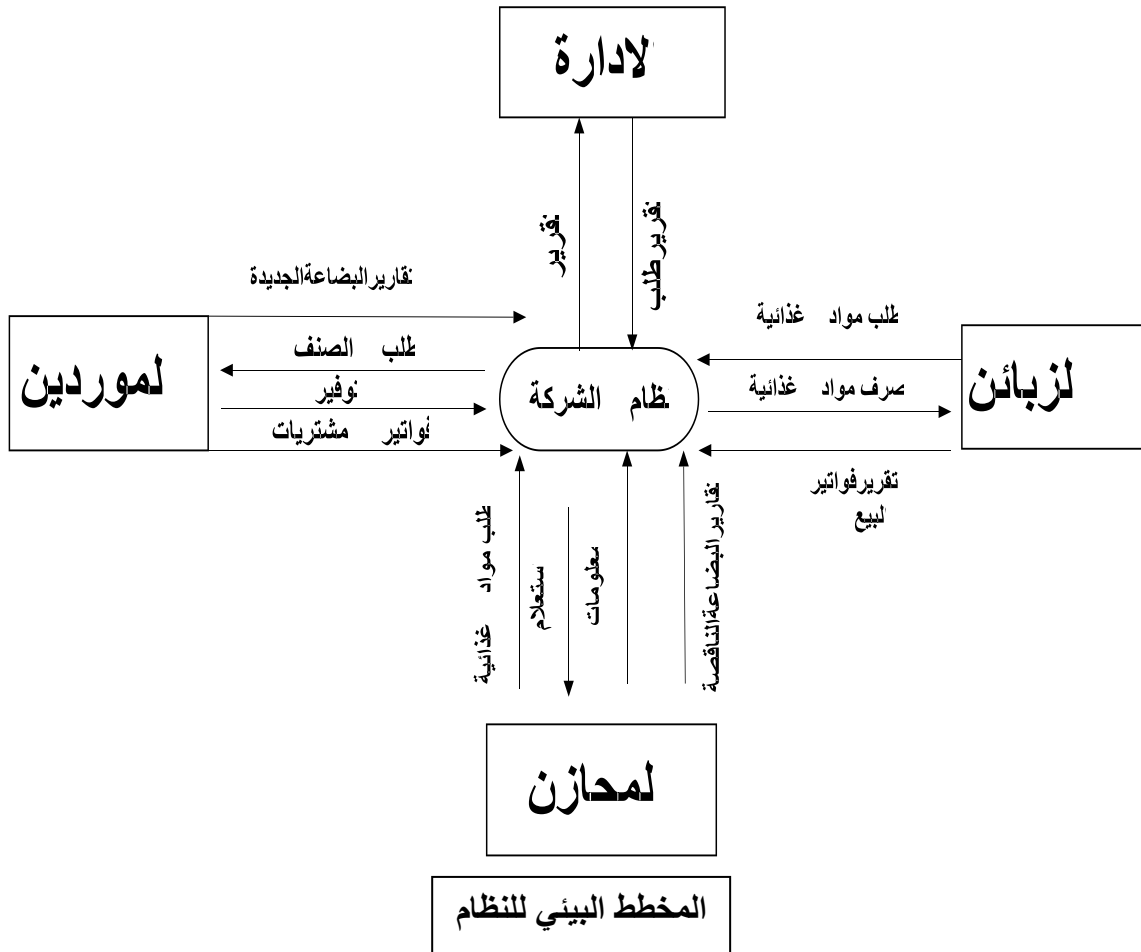 لادارة
تقرير
تقرير طلب
تقارير البضاعة الجديدة
طلب مواد غذائية
لموردين
طلب الصنف
توفير
فواتير مشتريات
نظام الشركة
صرف مواد غذائية
لزبائن
تقرير فواتير
لبيع
طلب مواد غذائية
ستعلام
معلومات
تقارير البضاعة الناقصة
لمحازن
المخطط البيئي للنظام